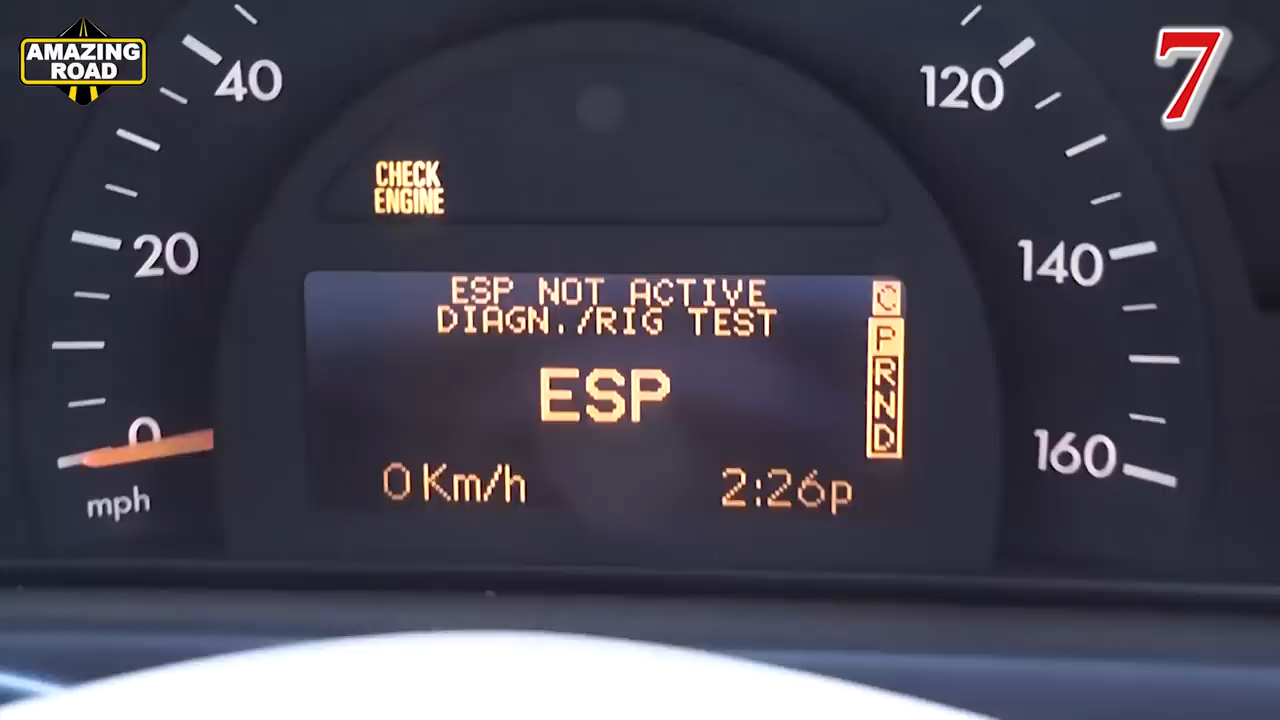 AMAZING
ROAD
7
40
120
CHECK
ENGINE
20
140
ESP NOT ACTIVE
DIAGN./RIG TEST
C
P
R
N
D
ESP
0
160
mph
0 Km/h
2:26p